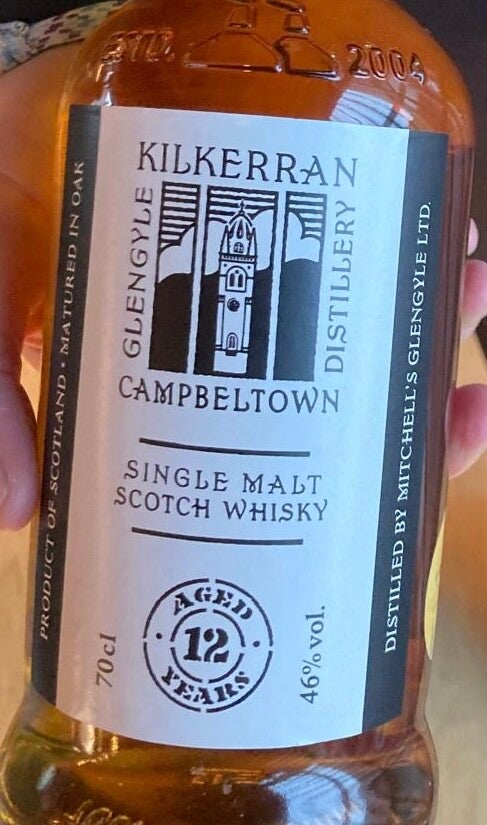 ESTD. 2004
KILKERRAN
GLENGYLE
DISTILLERY
CAMPBELTOWN
SINGLE MALT
SCOTCH WHISKY
AGED
12
YEARS
70cl
46% vol.
PRODUCT OF SCOTLAND • MATURED IN OAK
DISTILLED BY MITCHELL'S GLENGYLE LTD.